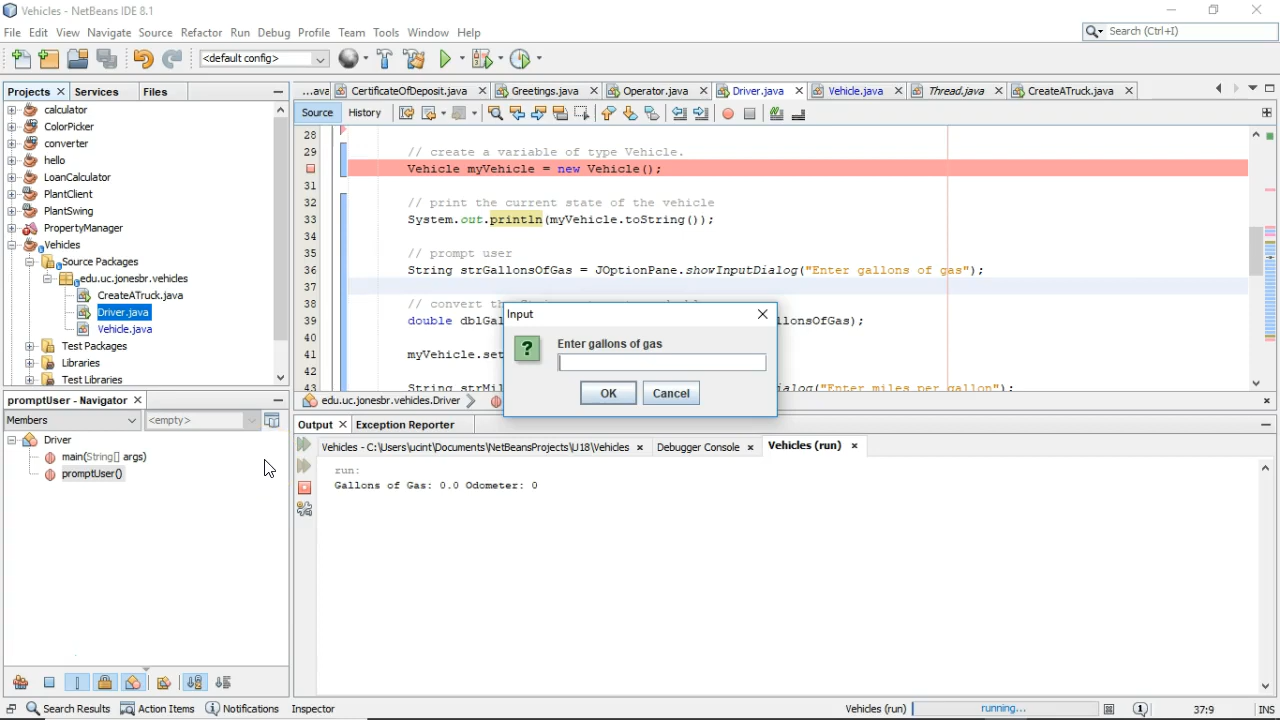 Vehicles - NetBeans IDE 8.1
File Edit View Navigate Source Refactor Run Debug Profile Team Tools Window Help
Search (Ctrl+I)
<default config>
Projects Services Files
calculator
ColorPicker
converter
hello
LoanCalculator
PlantClient
PlantSwing
PropertyManager
Vehicles
Source Packages
edu.uc.jonesbr.vehicles
CreateATruck.java
Driver.java
Vehicle.java
Test Packages
Libraries
Test Libraries
...ava CertificateOfDeposit.java Greetings.java Operator.java Driver.java Vehicle.java Thread.java CreateATruck.java
Source History
28
29 // create a variable of type Vehicle.
Vehicle myVehicle = new Vehicle();
31
32 // print the current state of the vehicle
33 System.out.println(myVehicle.toString());
34
35 // prompt user
36 String strGallonsOfGas = JOptionPane.showInputDialog("Enter gallons of gas");
37
38 // convert the
39 double dblGal llonsOfGas);
40
41 myVehicle.set
42
43 String strMil ialog("Enter miles per gallon");
Input
Enter gallons of gas
OK Cancel
edu.uc.jonesbr.vehicles.Driver
promptUser - Navigator
Members <empty>
Driver
main(String[] args)
promptUser()
Output Exception Reporter
Vehicles - C:\Users\ucint\Documents\NetBeansProjects\U18\Vehicles Debugger Console Vehicles (run)
run:
Gallons of Gas: 0.0 Odometer: 0
Search Results Action Items Notifications Inspector
Vehicles (run) running... 37:9 INS